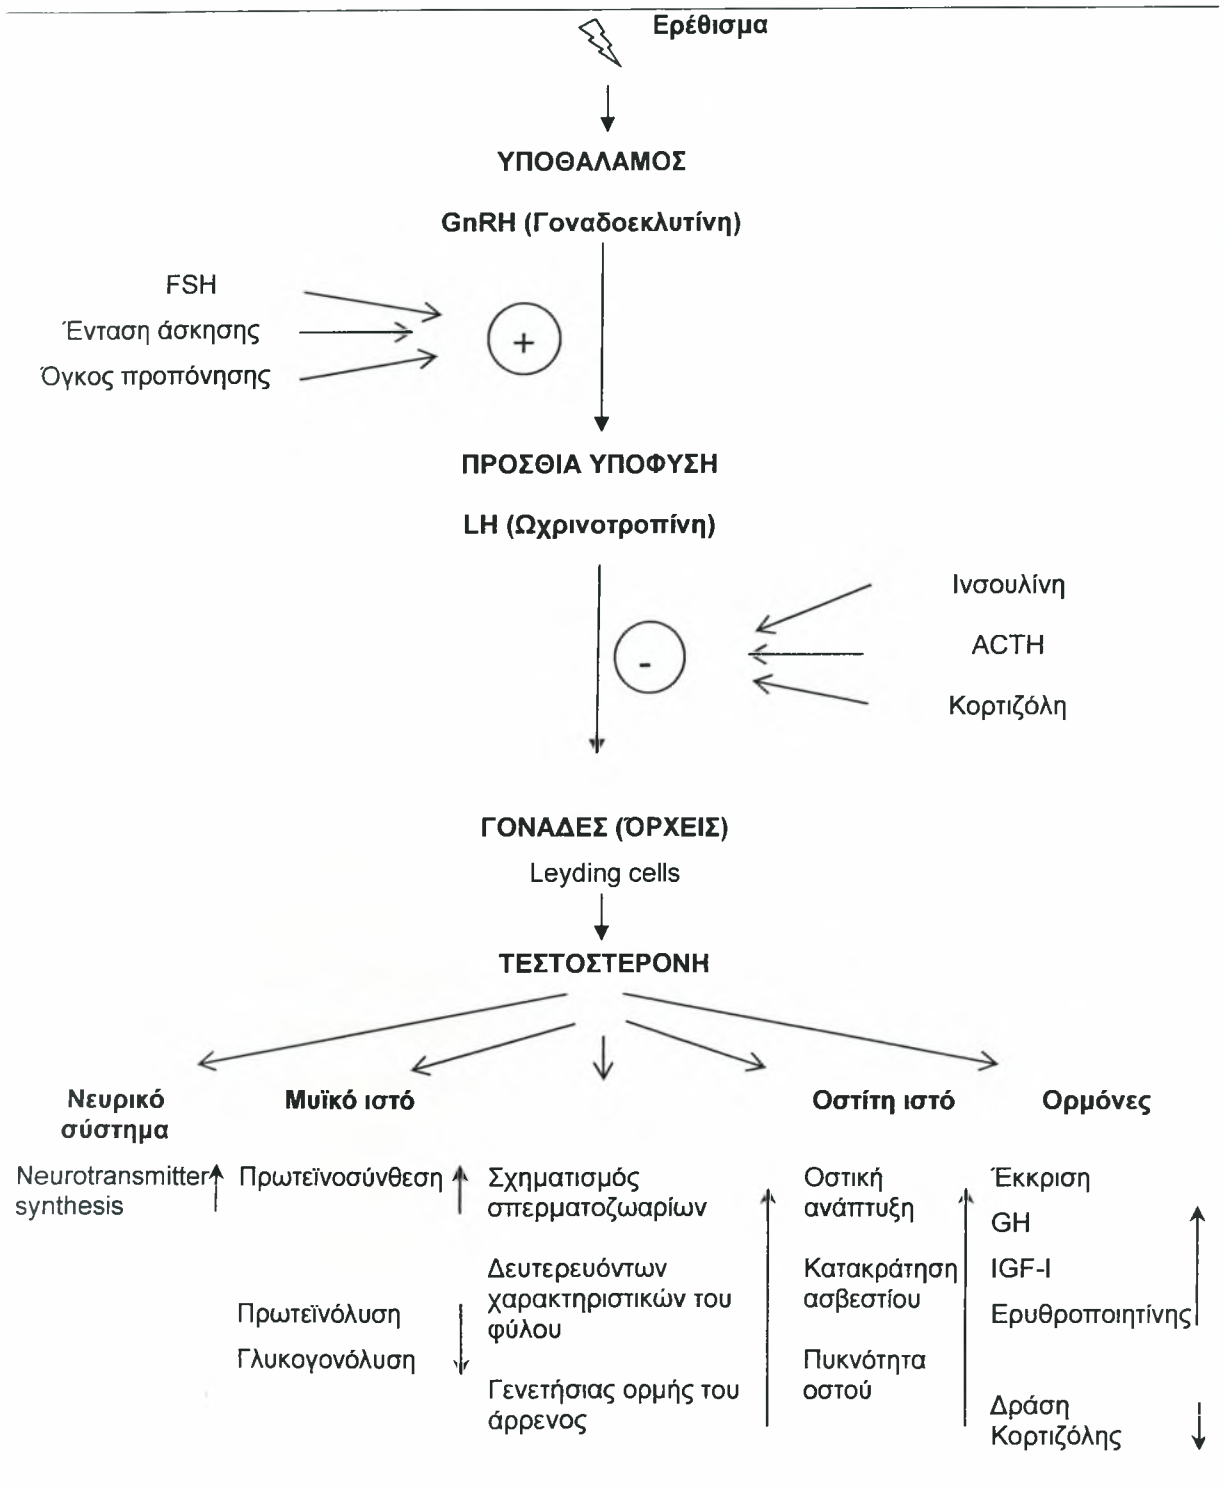 Ερέθισμα
ΥΠΟΘΑΛΑΜΟΣ
GnRH (Γοναδοεκλυτίνη)
FSH
Ένταση άσκησης
Όγκος προπόνησης
+
ΠΡΟΣΘΙΑ ΥΠΟΦΥΣΗ
LH (Ωχρινοτροπίνη)
Ινσουλίνη
ACTH
Κορτιζόλη
-
ΓΟΝΑΔΕΣ (ΌΡΧΕΙΣ)
Leyding cells
ΤΕΣΤΟΣΤΕΡΟΝΗ
Νευρικό
σύστημα
Neurotransmitter
synthesis
Μυϊκό ιστό
Πρωτεϊνοσύνθεση
Πρωτεϊνόλυση
Γλυκογονόλυση
Σχηματισμός
σπερματοζωαρίων
Δευτερευόντων
χαρακτηριστικών του
φύλου
Γενετήσιας ορμής του
άρρενος
Οστίτη ιστό
Οστική
ανάπτυξη
Κατακράτηση
ασβεστίου
Πυκνότητα
οστού
Ορμόνες
Έκκριση
GH
IGF-I
Ερυθροποιητίνης
Δράση
Κορτιζόλης